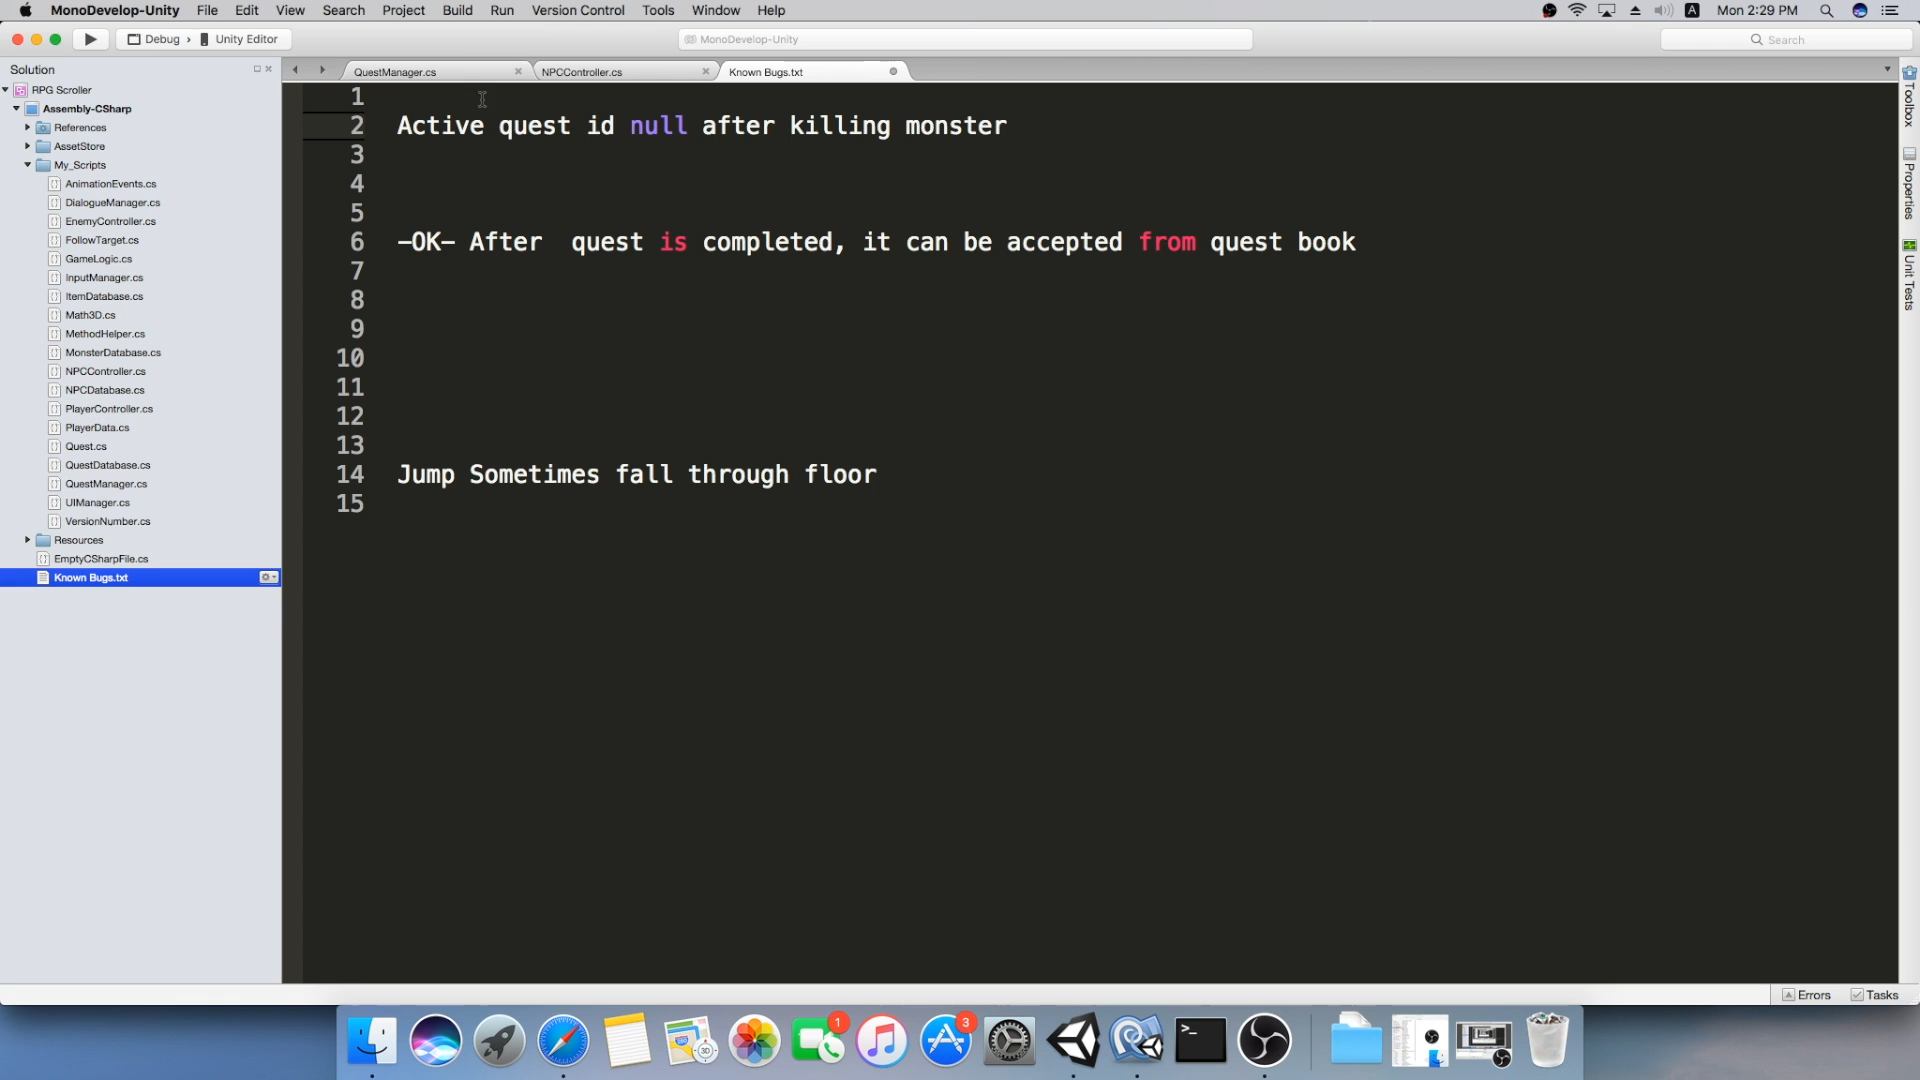 MonoDevelop-Unity File Edit View Search Project Build Run Version Control Tools Window Help A Mon 2:29 PM
Debug › Unity Editor MonoDevelop-Unity Search
Solution QuestManager.cs NPCController.cs Known Bugs.txt
RPG Scroller
Assembly-CSharp
References
AssetStore
My_Scripts
AnimationEvents.cs
DialogueManager.cs
EnemyController.cs
FollowTarget.cs
GameLogic.cs
InputManager.cs
ItemDatabase.cs
Math3D.cs
MethodHelper.cs
MonsterDatabase.cs
NPCController.cs
NPCDatabase.cs
PlayerController.cs
PlayerData.cs
Quest.cs
QuestDatabase.cs
QuestManager.cs
UIManager.cs
VersionNumber.cs
Resources
EmptyCSharpFile.cs
Known Bugs.txt
1
2 Active quest id null after killing monster
3
4
5
6 -OK- After quest is completed, it can be accepted from quest book
7
8
9
10
11
12
13
14 Jump Sometimes fall through floor
15
Toolbox
Properties
Unit Tests
Errors Tasks
1
3